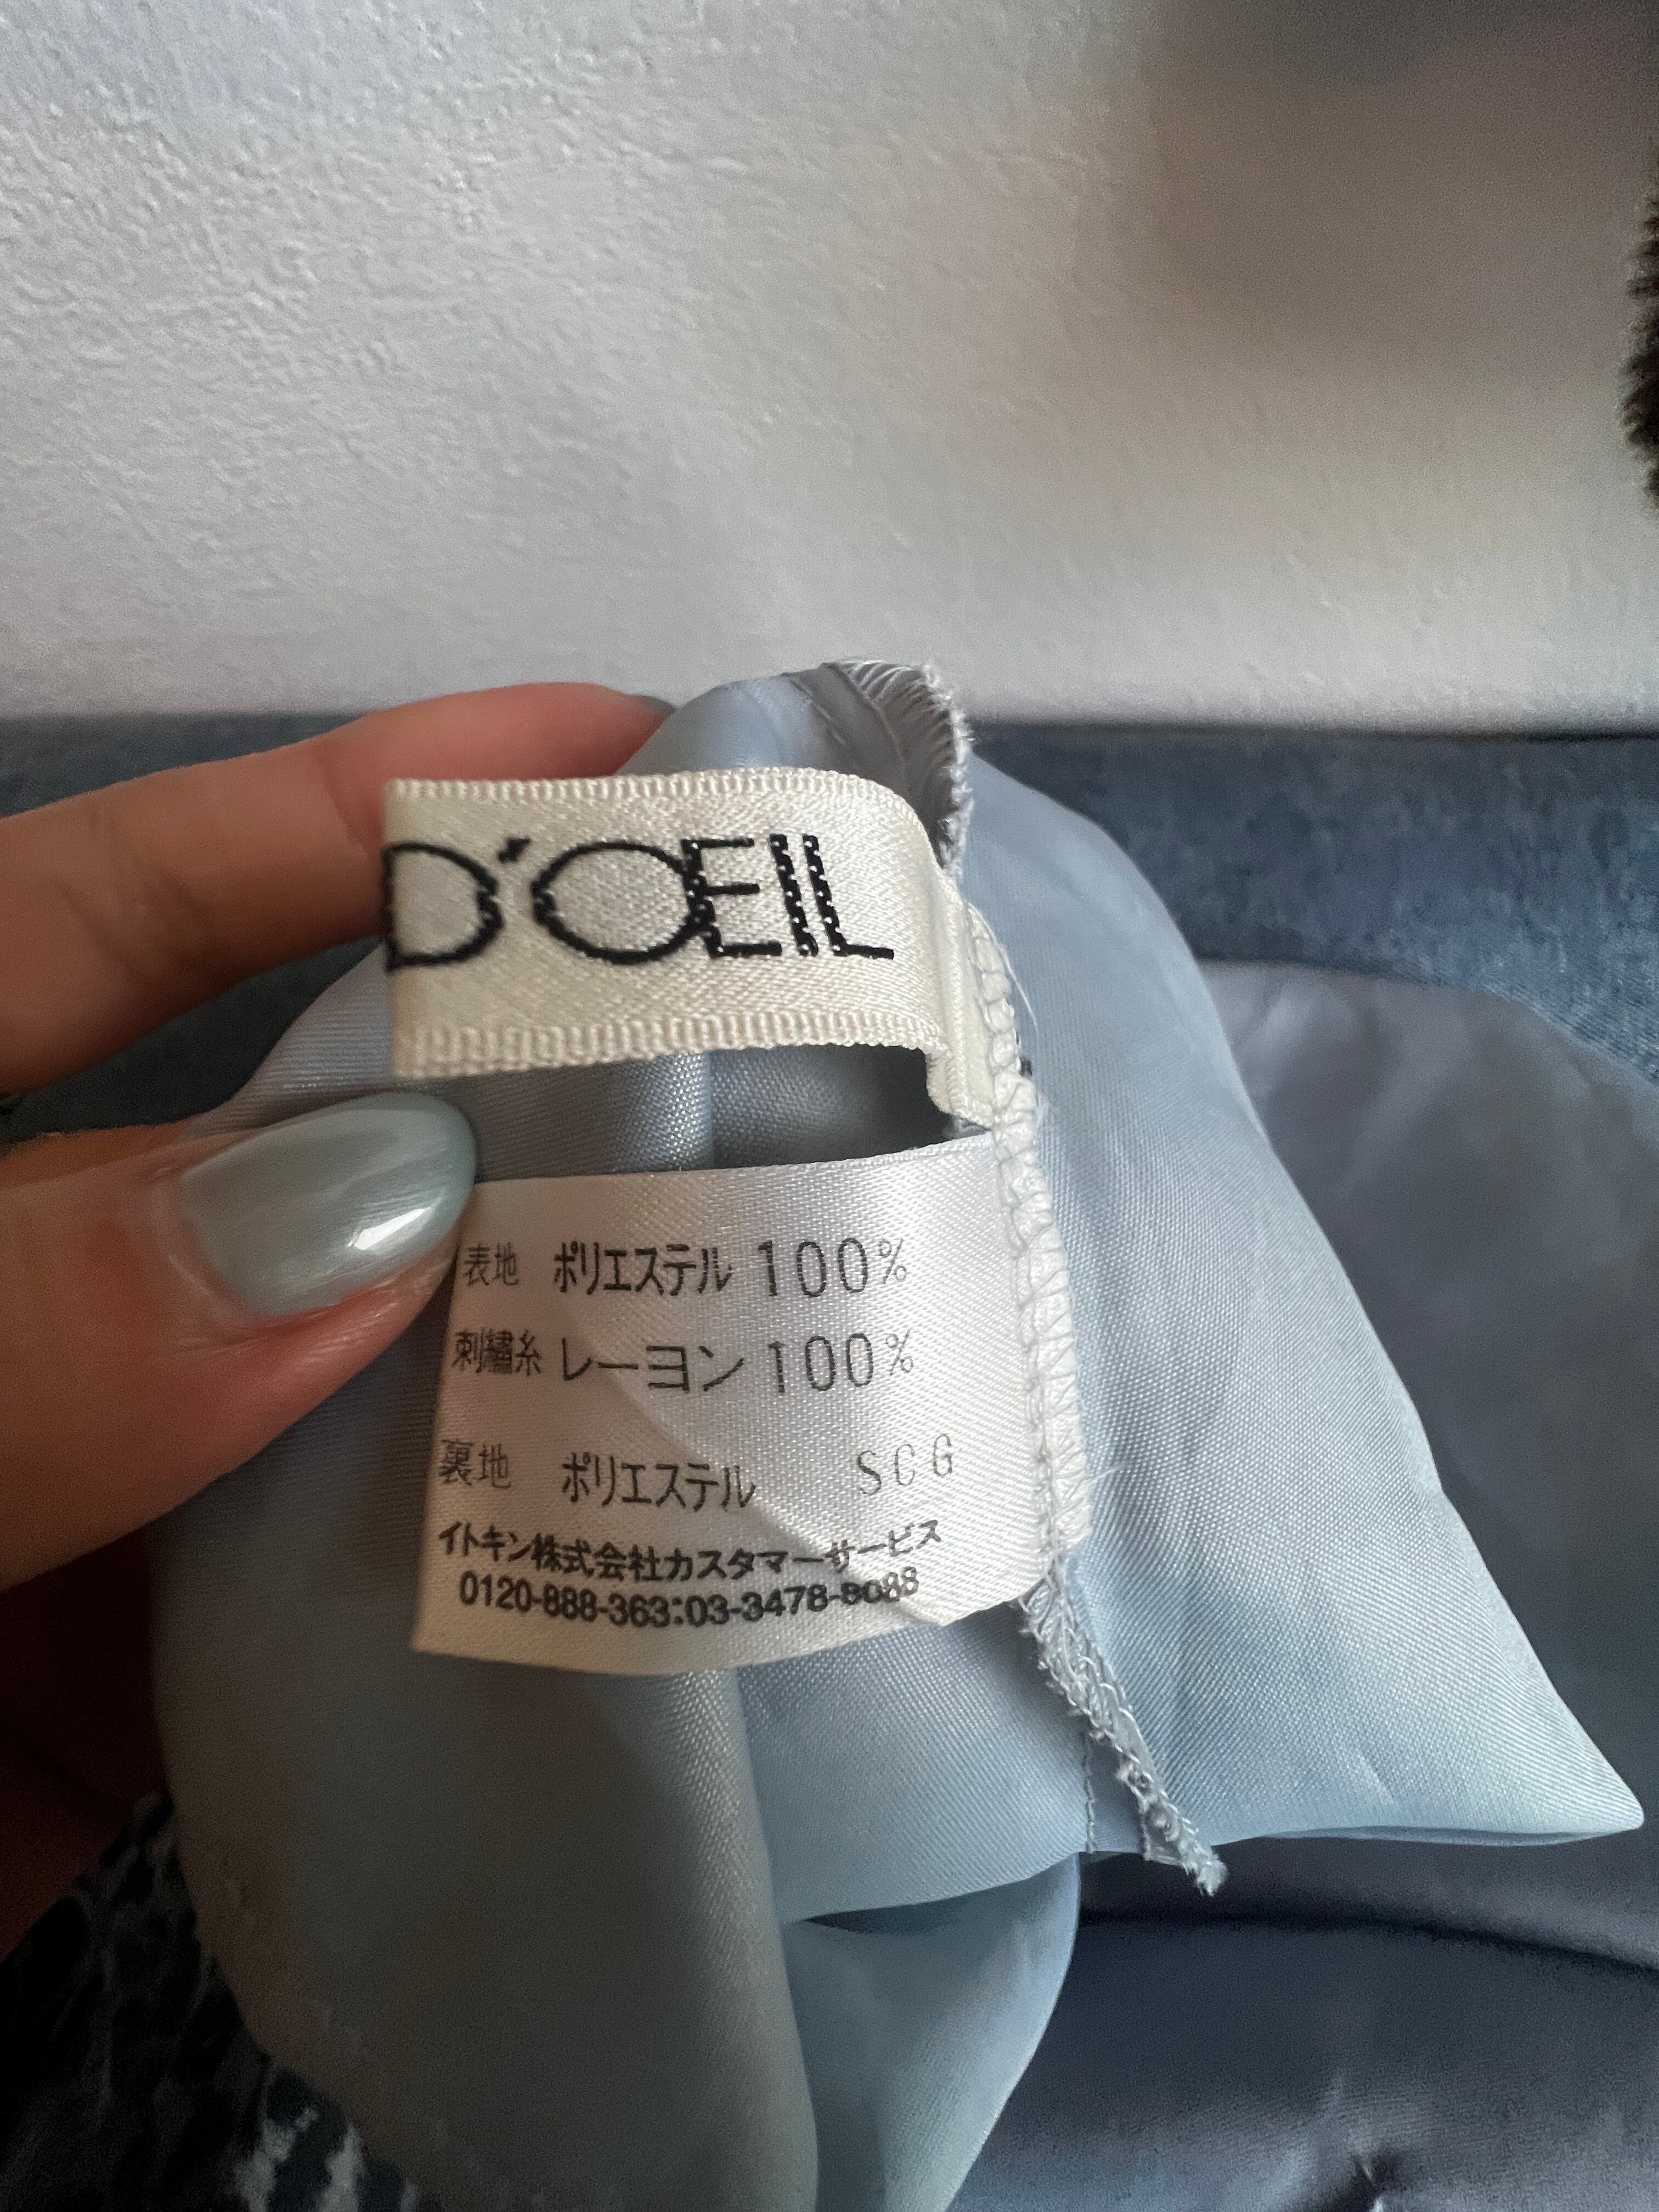 D'OEIL
表地 ポリエステル 100%
刺繍糸 レーヨン 100%
裏地 ポリエステル SCG
イトキン株式会社カスタマーサービス
0120-888-363:03-3478-8088